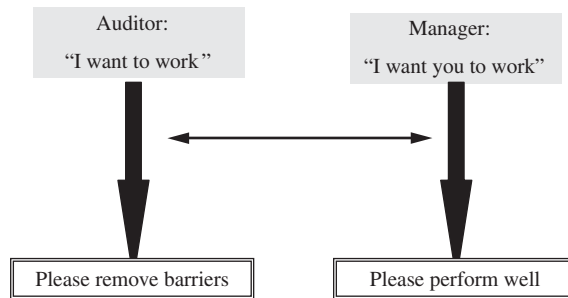 Auditor:
“I want to work”
Manager:
“I want you to work”
Please remove barriers
Please perform well